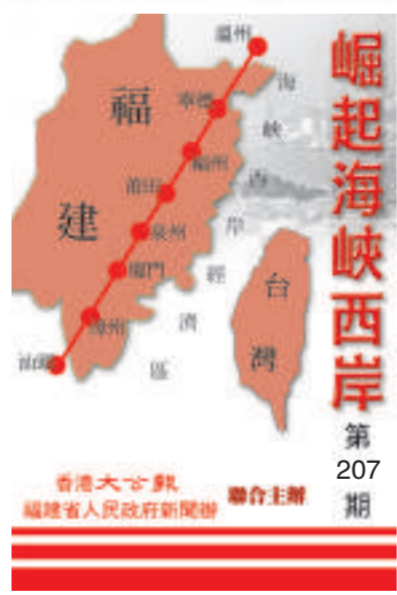 崛起海峽西岸
第
207
期
溫州
寧德
福州
莆田
泉州
廈門
漳州
汕頭
福建
海峽西岸經濟區
台灣
香港大公報
福建省人民政府新聞辦
聯合主辦